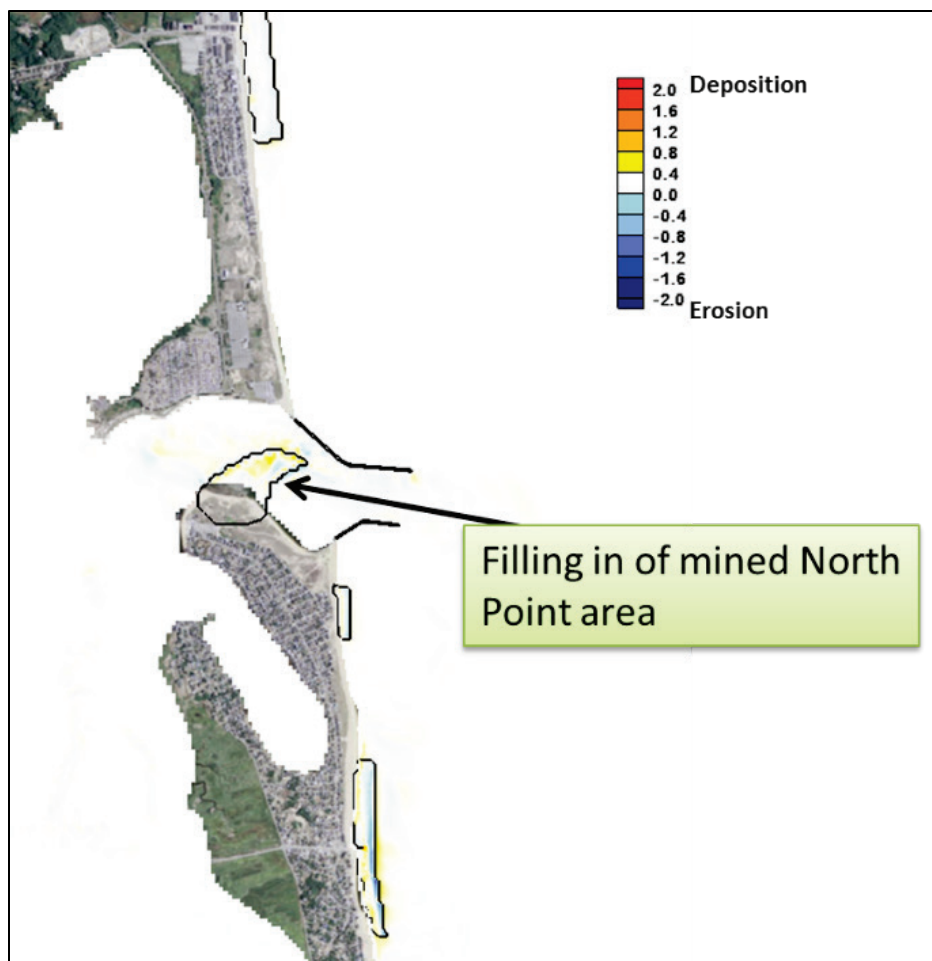 Deposition
2.0
1.6
1.2
0.8
0.4
0.0
-0.4
-0.8
-1.2
-1.6
-2.0
Erosion
Filling in of mined North
Point area